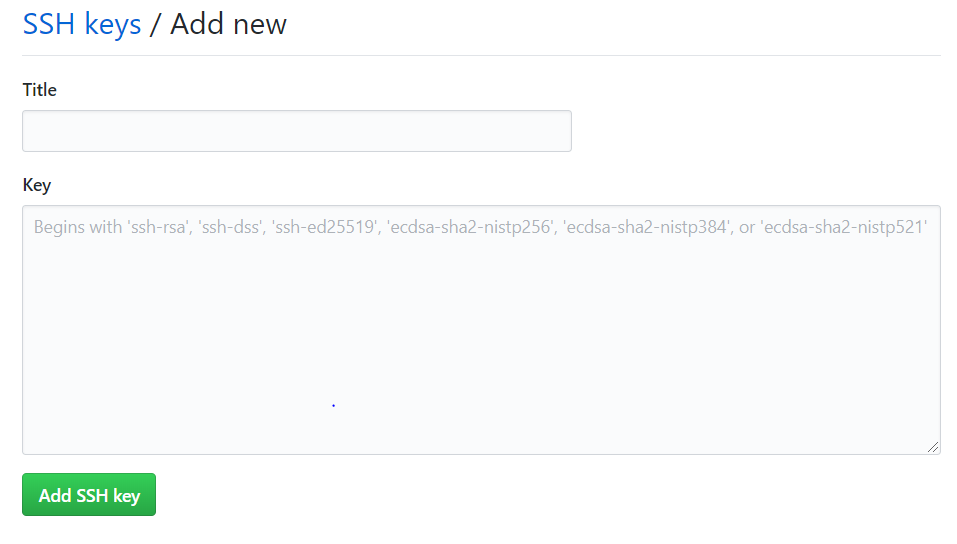 SSH keys / Add new
Title
Key
Begins with 'ssh-rsa', 'ssh-dss', 'ssh-ed25519', 'ecdsa-sha2-nistp256', 'ecdsa-sha2-nistp384', or 'ecdsa-sha2-nistp521'
Add SSH key